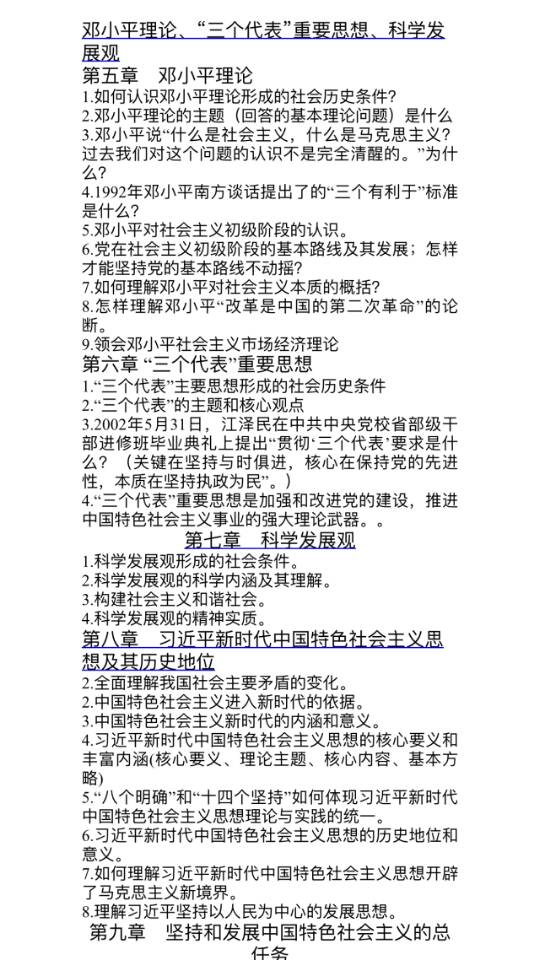 邓小平理论、“三个代表”重要思想、科学发
展观
第五章　邓小平理论
1.如何认识邓小平理论形成的社会历史条件？
2.邓小平理论的主题（回答的基本理论问题）是什么
3.邓小平说“什么是社会主义，什么是马克思主义？
过去我们对这个问题的认识不是完全清醒的。”为什
么？
4.1992年邓小平南方谈话提出了的“三个有利于”标准
是什么？
5.邓小平对社会主义初级阶段的认识。
6.党在社会主义初级阶段的基本路线及其发展；怎样
才能坚持党的基本路线不动摇？
7.如何理解邓小平对社会主义本质的概括？
8.怎样理解邓小平“改革是中国的第二次革命”的论
断。
9.领会邓小平社会主义市场经济理论
第六章 “三个代表”重要思想
1.“三个代表”主要思想形成的社会历史条件
2.“三个代表”的主题和核心观点
3.2002年5月31日，江泽民在中共中央党校省部级干
部进修班毕业典礼上提出“贯彻‘三个代表’要求是什
么？（关键在坚持与时俱进，核心在保持党的先进
性，本质在坚持执政为民”。）
4.“三个代表”重要思想是加强和改进党的建设，推进
中国特色社会主义事业的强大理论武器。。
第七章　科学发展观
1.科学发展观形成的社会条件。
2.科学发展观的科学内涵及其理解。
3.构建社会主义和谐社会。
4.科学发展观的精神实质。
第八章　习近平新时代中国特色社会主义思
想及其历史地位
2.全面理解我国社会主要矛盾的变化。
2.中国特色社会主义进入新时代的依据。
3.中国特色社会主义新时代的内涵和意义。
4.习近平新时代中国特色社会主义思想的核心要义和
丰富内涵(核心要义、理论主题、核心内容、基本方
略)
5.“八个明确”和“十四个坚持”如何体现习近平新时代
中国特色社会主义思想理论与实践的统一。
6.习近平新时代中国特色社会主义思想的历史地位和
意义。
7.如何理解习近平新时代中国特色社会主义思想开辟
了马克思主义新境界。
8.理解习近平坚持以人民为中心的发展思想。
第九章　坚持和发展中国特色社会主义的总
任务